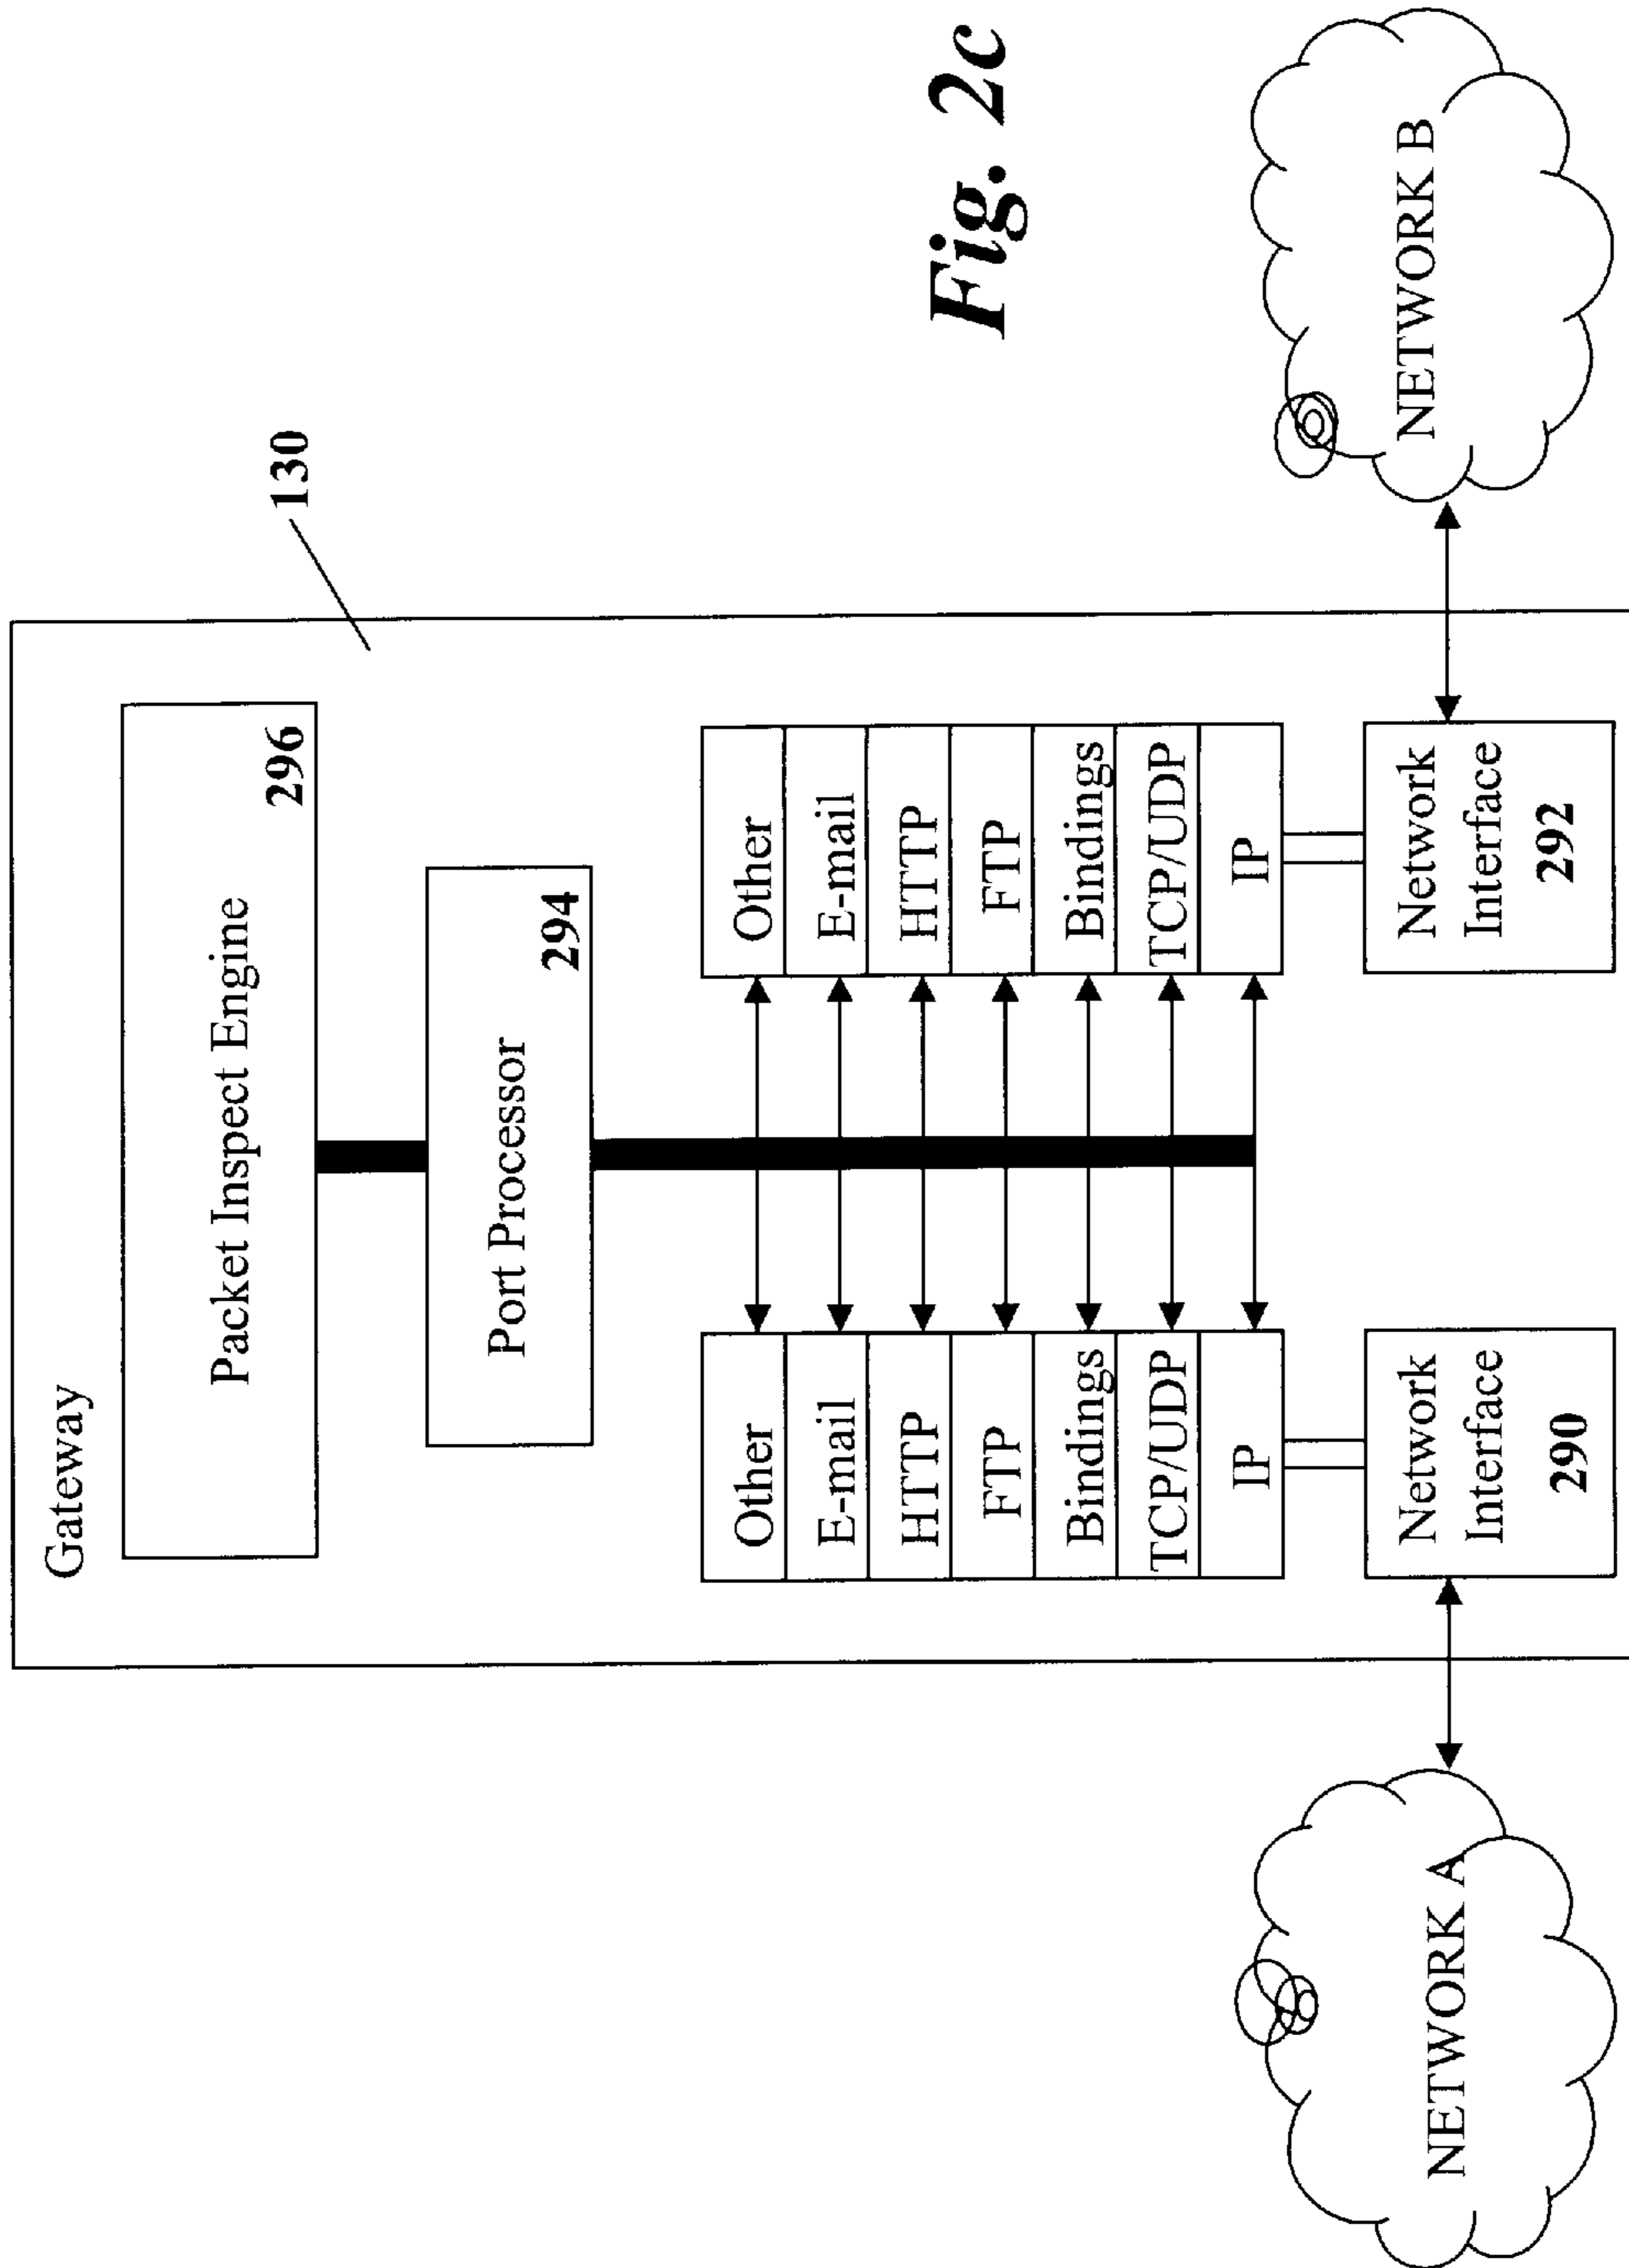 Gateway
130
Packet Inspect Engine
296
Port Processor
294
Other
E-mail
HTTP
FTP
Bindings
TCP/UDP
IP
Other
E-mail
HTTP
FTP
Bindings
TCP/UDP
IP
Network
Interface
290
Network
Interface
292
NETWORK A
NETWORK B
Fig. 2c